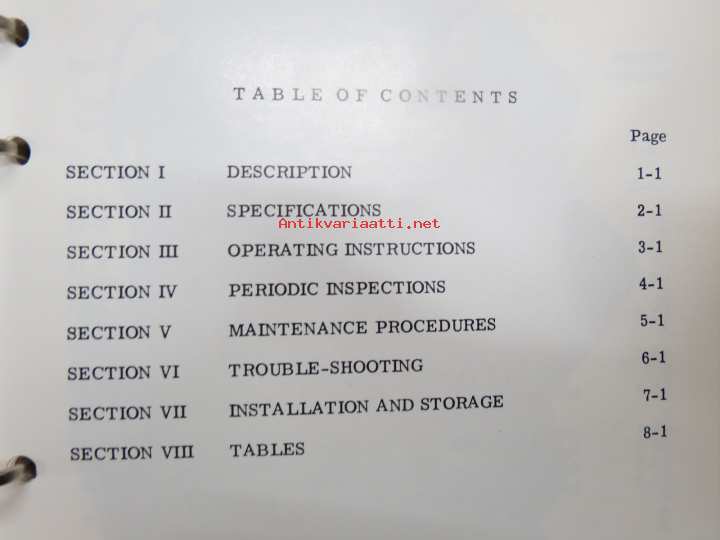 TABLE OF CONTENTS
Page
SECTION I DESCRIPTION 1-1
SECTION II SPECIFICATIONS 2-1
Antikvariaatti.net
SECTION III OPERATING INSTRUCTIONS 3-1
SECTION IV PERIODIC INSPECTIONS 4-1
SECTION V MAINTENANCE PROCEDURES 5-1
SECTION VI TROUBLE-SHOOTING 6-1
SECTION VII INSTALLATION AND STORAGE 7-1
SECTION VIII TABLES 8-1